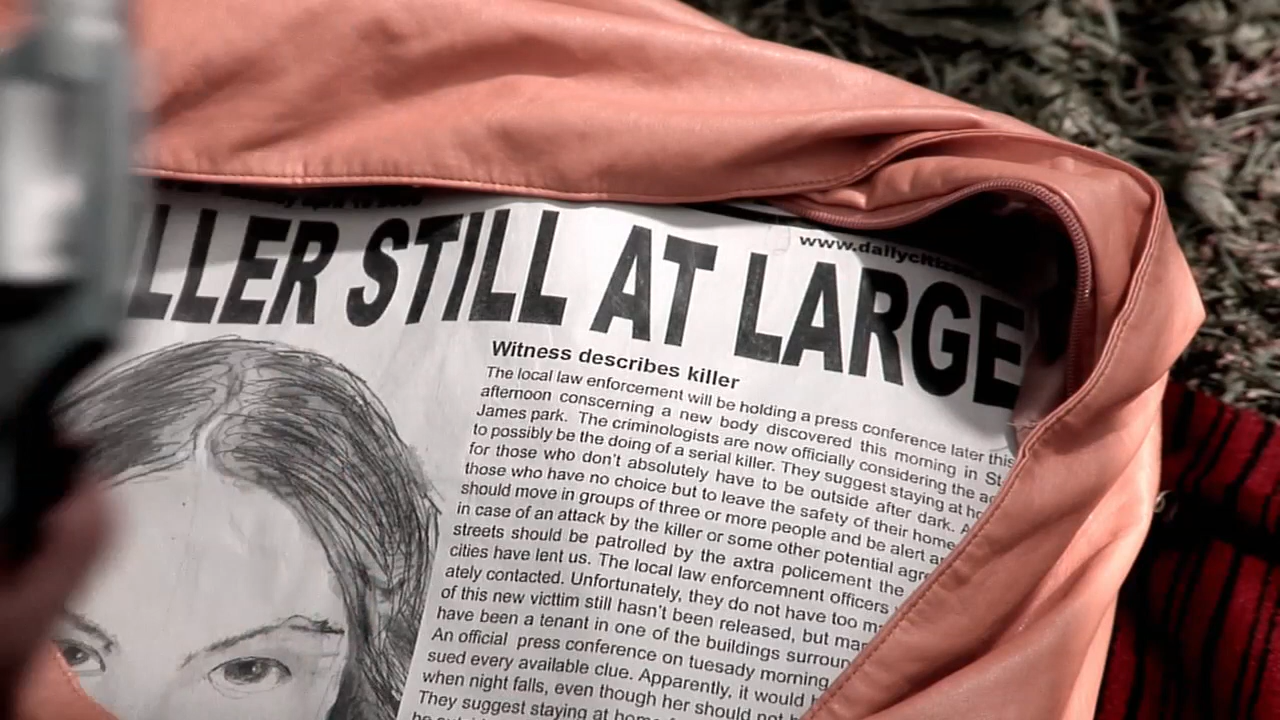 www.dailycitize
LLER STILL AT LARGE
Witness describes killer
The local law enforcement will be holding a press conference later this
afternoon conscerning a new body discovered this morning in St-
James park. The criminologists are now officially considering the
to possibly be the doing of a serial killer. They suggest staying at
for those who don't absolutely have to be outside after dark.
those who have no choice but to leave the safety of their home
should move in groups of three or more people and be alert
in case of an attack by the killer or some other potential
streets should be patrolled by the axtra policement the
cities have lent us. The local law enforcemnent officers
ately contacted. Unfortunately, they do not have too
of this new victtim still hasn't been released, but
have been a tenant in one of the buildings
An official press conference on tuesady morning
sued every available clue. Apparently, it would
when night falls, even though her should not
They suggest staying at